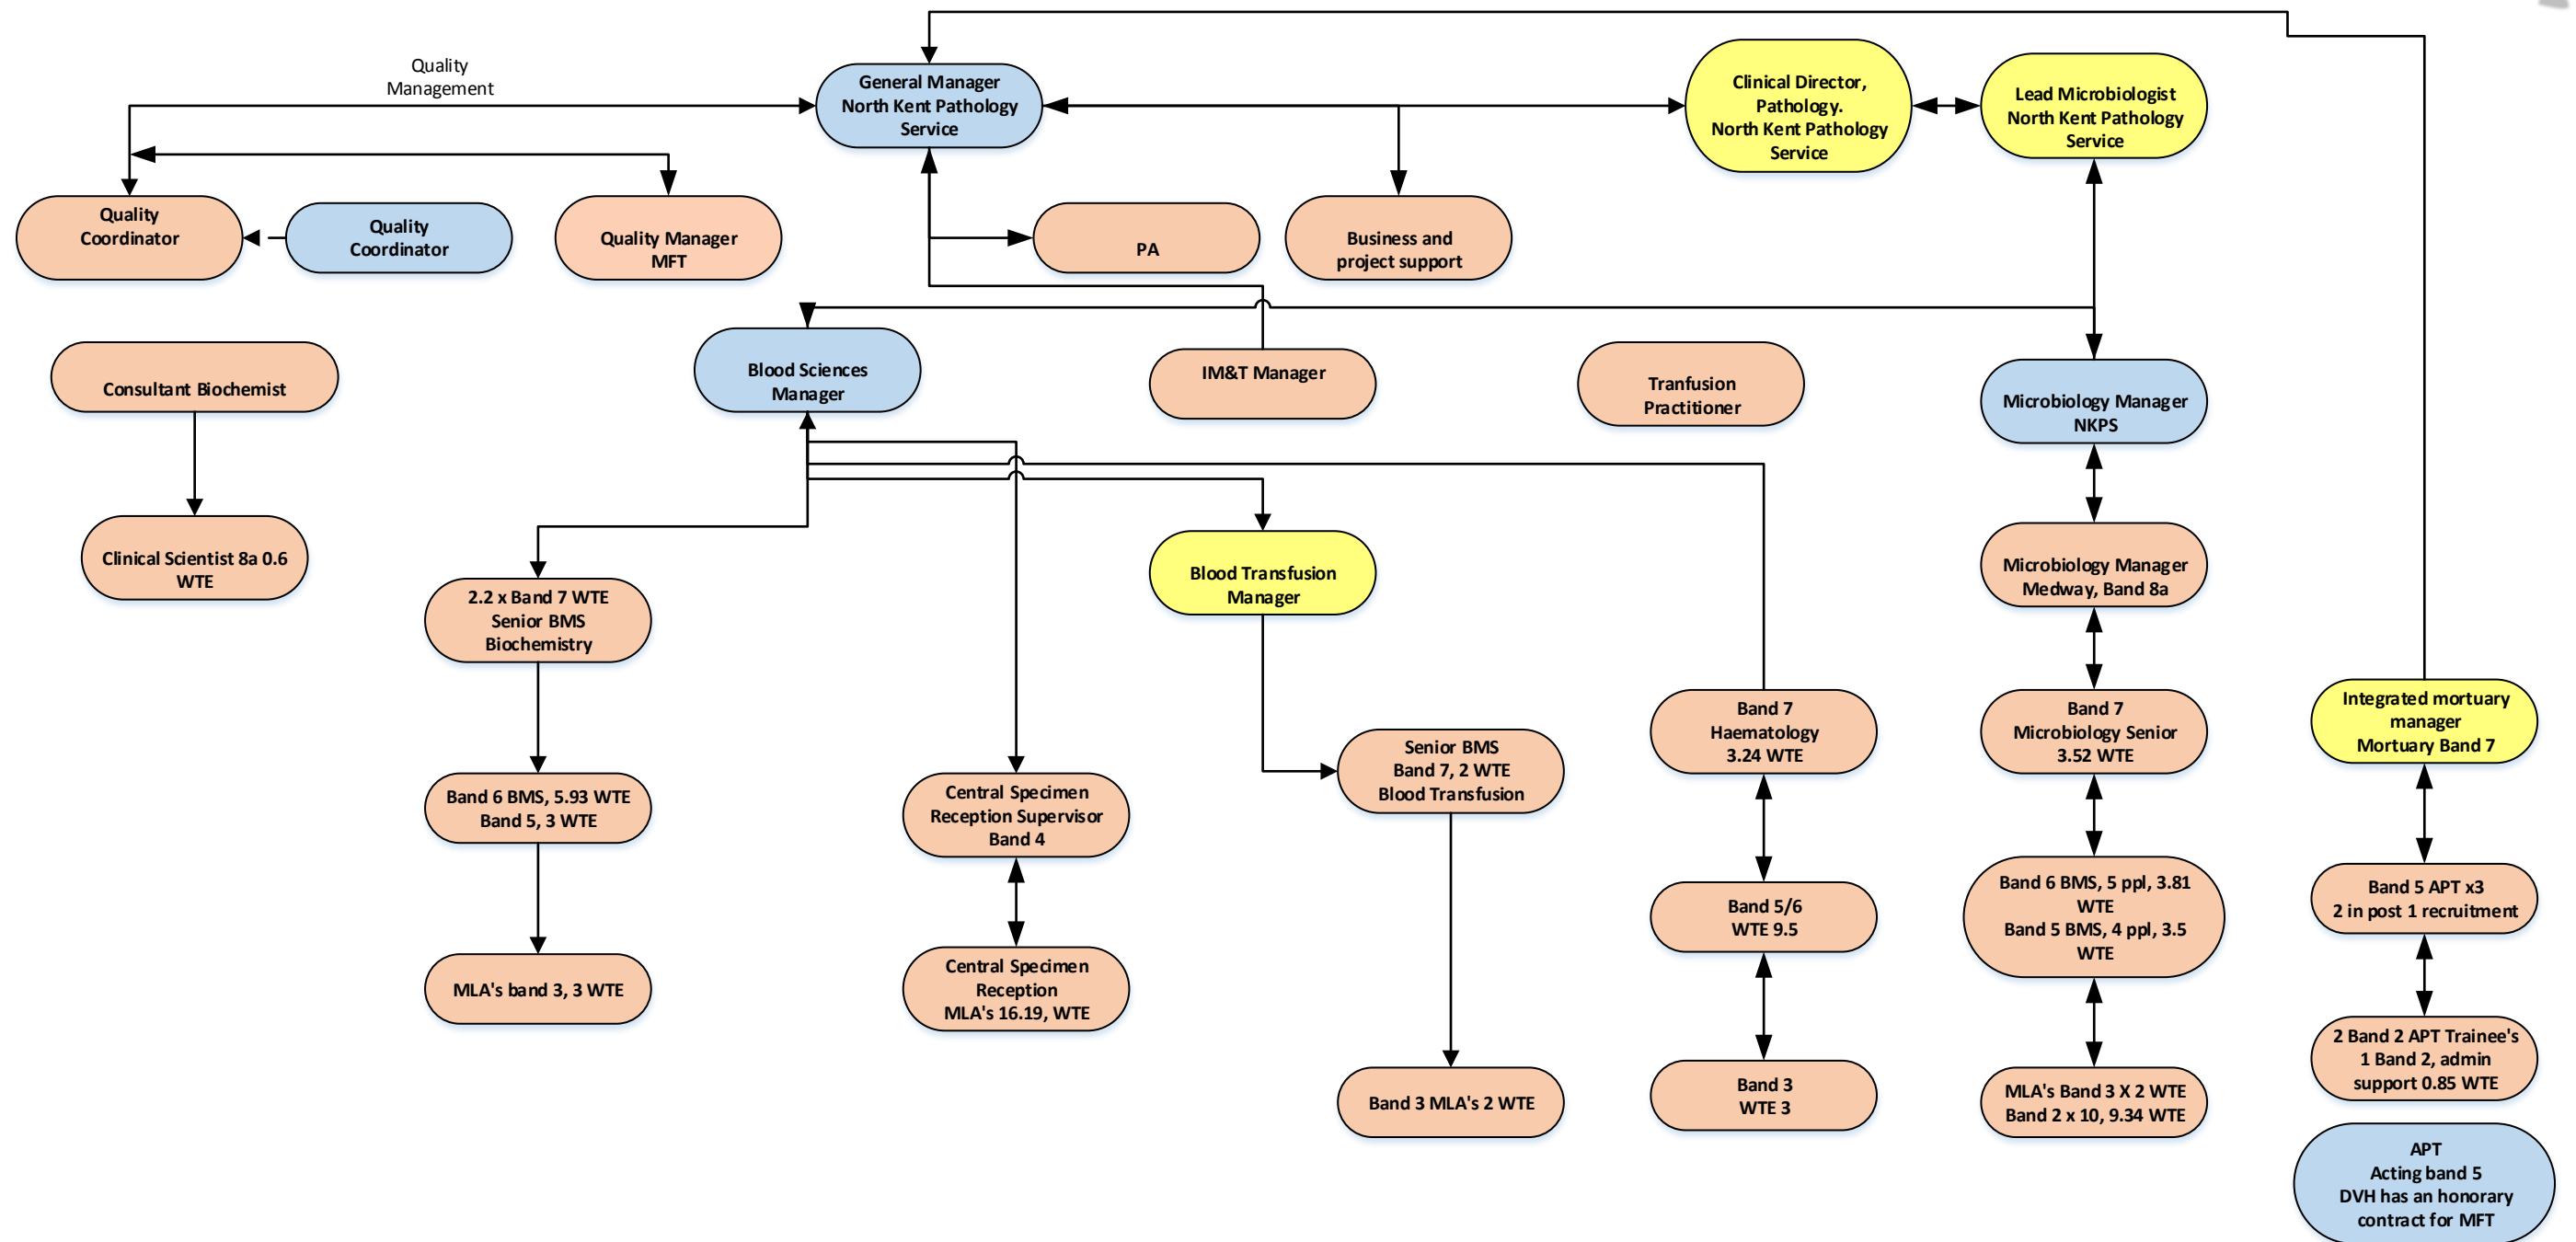 Quality
Management
General Manager
North Kent Pathology
Service
Clinical Director,
Pathology.
North Kent Pathology
Service
Lead Microbiologist
North Kent Pathology
Service
Quality
Coordinator
Quality
Coordinator
Quality Manager
MFT
PA
Business and
project support
Consultant Biochemist
Blood Sciences
Manager
IM&T Manager
Tranfusion
Practitioner
Microbiology Manager
NKPS
Clinical Scientist 8a 0.6
WTE
2.2 x Band 7 WTE
Senior BMS
Biochemistry
Blood Transfusion
Manager
Microbiology Manager
Medway, Band 8a
Band 7
Haematology
3.24 WTE
Band 7
Microbiology Senior
3.52 WTE
Integrated mortuary
manager
Mortuary Band 7
Senior BMS
Band 7, 2 WTE
Blood Transfusion
Band 6 BMS, 5.93 WTE
Band 5, 3 WTE
Central Specimen
Reception Supervisor
Band 4
Band 5/6
WTE 9.5
Band 6 BMS, 5 ppl, 3.81
WTE
Band 5 BMS, 4 ppl, 3.5
WTE
Band 5 APT x3
2 in post 1 recruitment
MLA's band 3, 3 WTE
Central Specimen
Reception
MLA's 16.19, WTE
Band 3 MLA's 2 WTE
Band 3
WTE 3
MLA's Band 3 X 2 WTE
Band 2 x 10, 9.34 WTE
2 Band 2 APT Trainee's
1 Band 2, admin
support 0.85 WTE
APT
Acting band 5
DVH has an honorary
contract for MFT